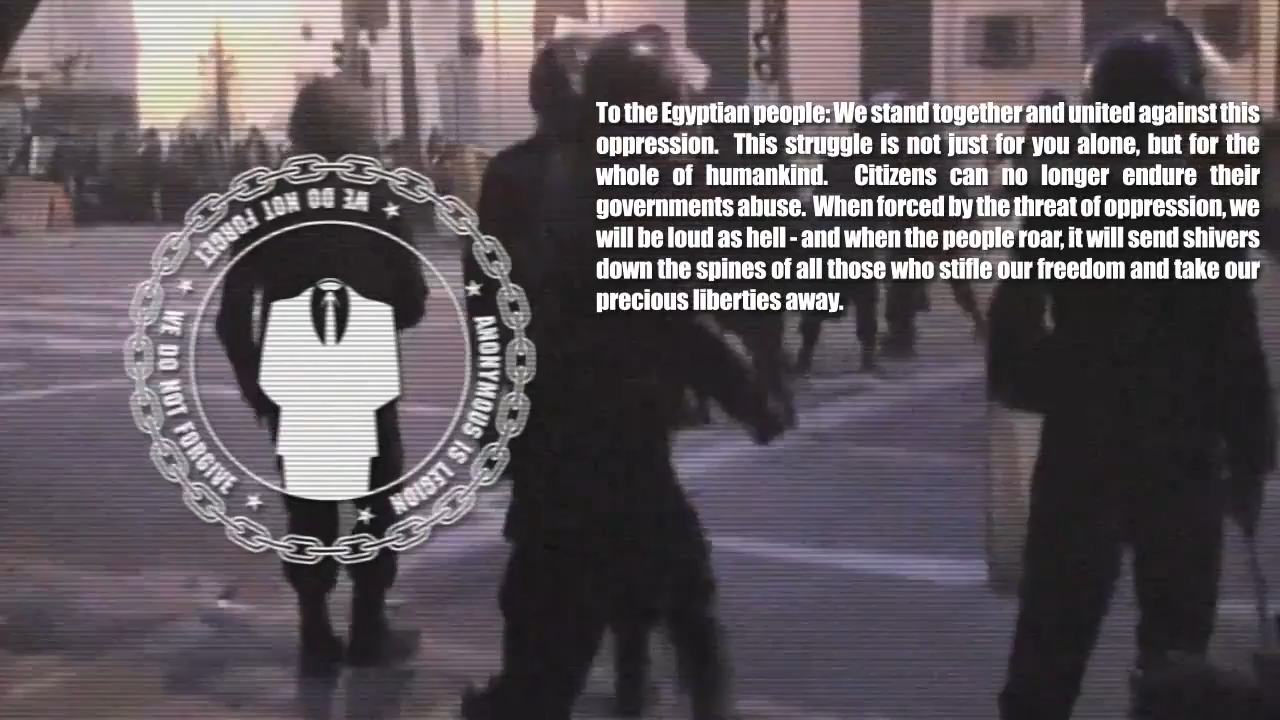 To the Egyptian people: We stand together and united against this
oppression. This struggle is not just for you alone, but for the
whole of humankind. Citizens can no longer endure their
governments abuse. When forced by the threat of oppression, we
will be loud as hell - and when the people roar, it will send shivers
down the spines of all those who stifle our freedom and take our
precious liberties away.
WE DO NOT FORGET
WE DO NOT FORGIVE
ANONYMOUS IS LEGION